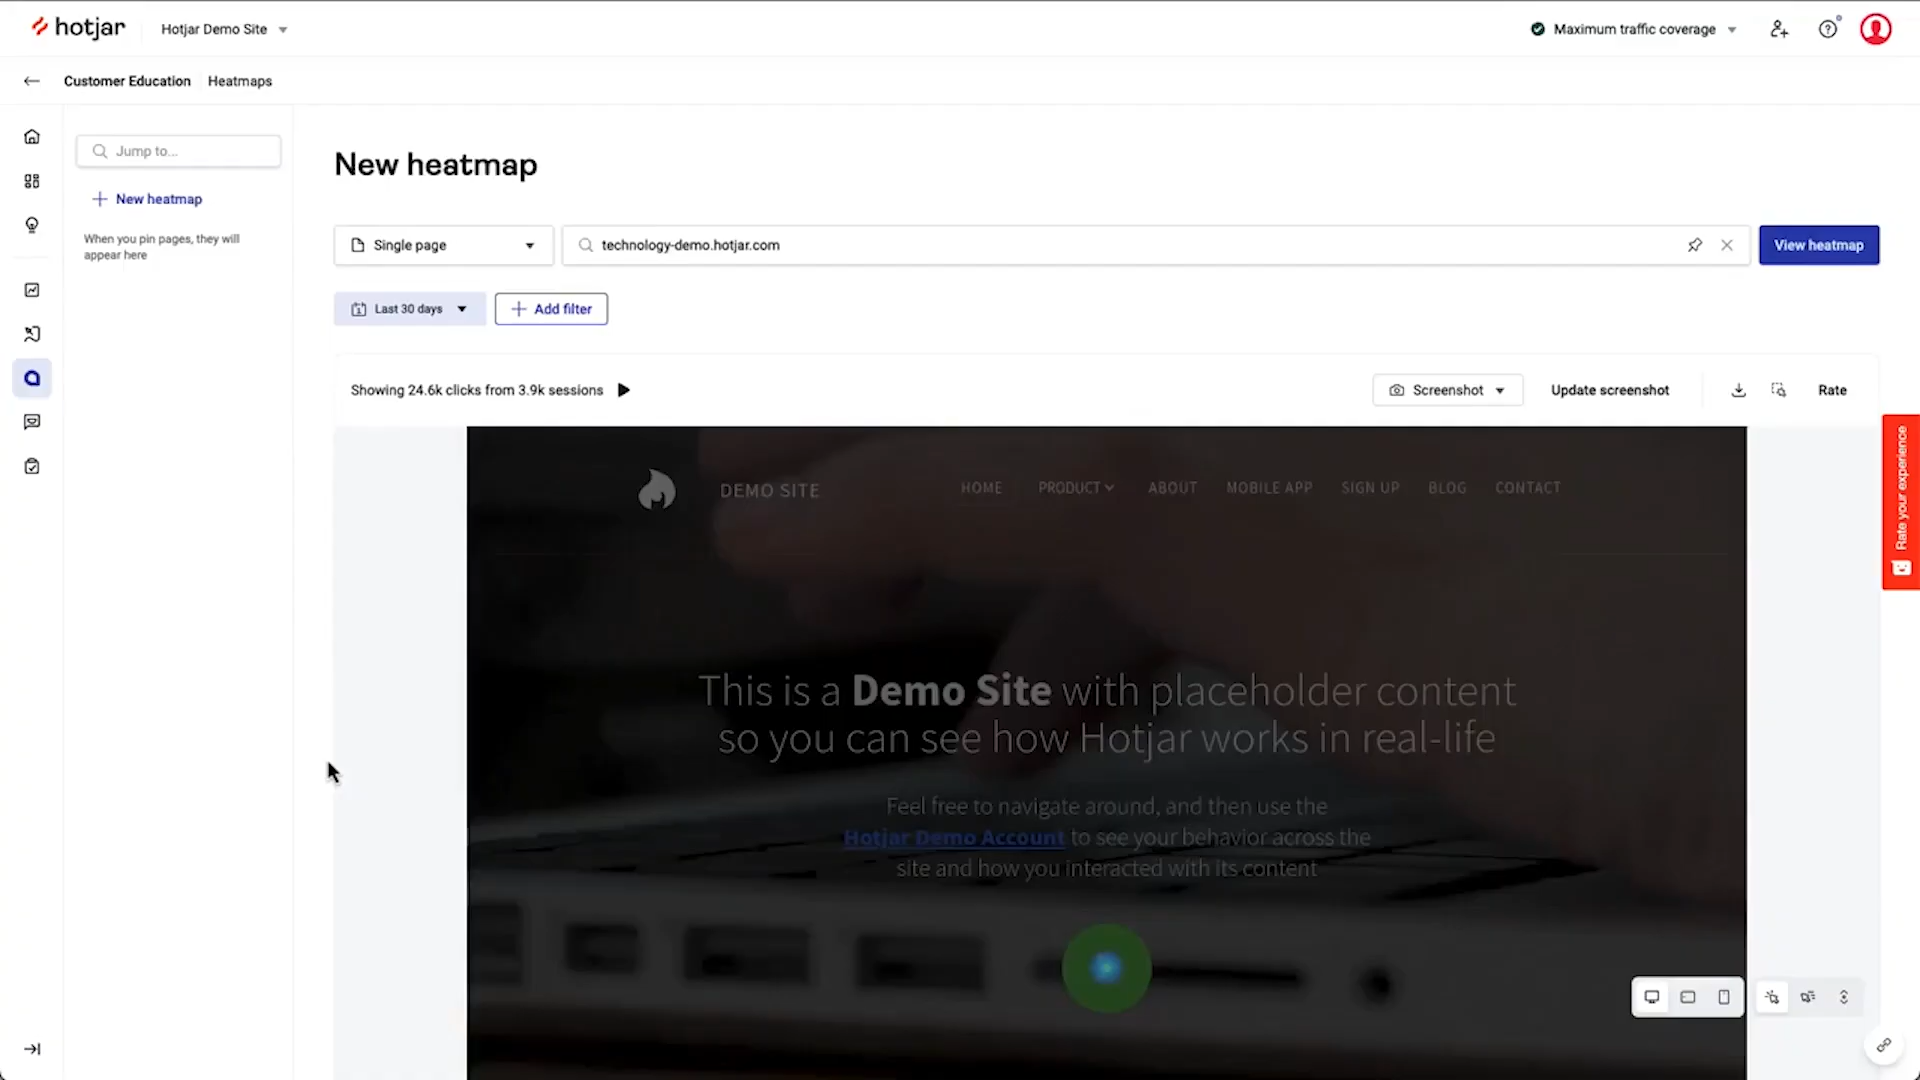 hotjar
Hotjar Demo Site
Maximum traffic coverage
Customer Education
Heatmaps
Jump to...
New heatmap
When you pin pages, they will
appear here
New heatmap
Single page
technology-demo.hotjar.com
View heatmap
Last 30 days
Add filter
Showing 24.6k clicks from 3.9k sessions
Screenshot
Update screenshot
Rate
Rate your experience
DEMO SITE
HOME
PRODUCT
ABOUT
MOBILE APP
SIGN UP
BLOG
CONTACT
This is a Demo Site with placeholder content
so you can see how Hotjar works in real-life
Feel free to navigate around, and then use the
Hotjar Demo Account to see your behavior across the
site and how you interacted with its content